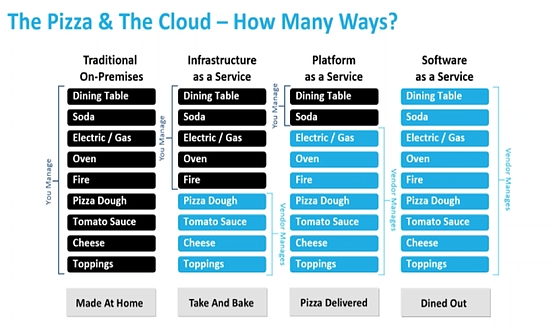 The Pizza & The Cloud – How Many Ways?
Traditional
On-Premises
You Manage
Dining Table
Soda
Electric / Gas
Oven
Fire
Pizza Dough
Tomato Sauce
Cheese
Toppings
Made At Home
Infrastructure
as a Service
You Manage
Dining Table
Soda
Electric / Gas
Oven
Fire
Pizza Dough
Tomato Sauce
Cheese
Toppings
Vendor Manages
Take And Bake
Platform
as a Service
You Manage
Dining Table
Soda
Electric / Gas
Oven
Fire
Pizza Dough
Tomato Sauce
Cheese
Toppings
Vendor Manages
Pizza Delivered
Software
as a Service
Dining Table
Soda
Electric / Gas
Oven
Fire
Pizza Dough
Tomato Sauce
Cheese
Toppings
Vendor Manages
Dined Out